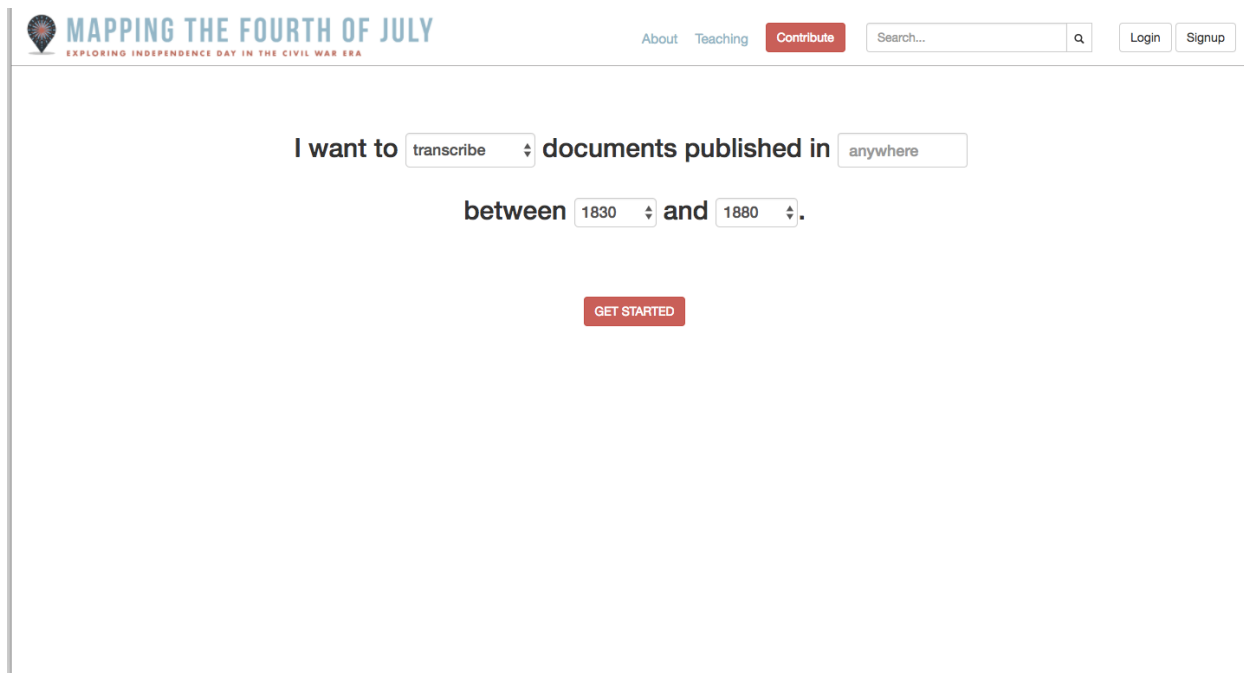 MAPPING THE FOURTH OF JULY
EXPLORING INDEPENDENCE DAY IN THE CIVIL WAR ERA
About Teaching Contribute Search... Login Signup
I want to transcribe documents published in anywhere
between 1830 and 1880 .
GET STARTED